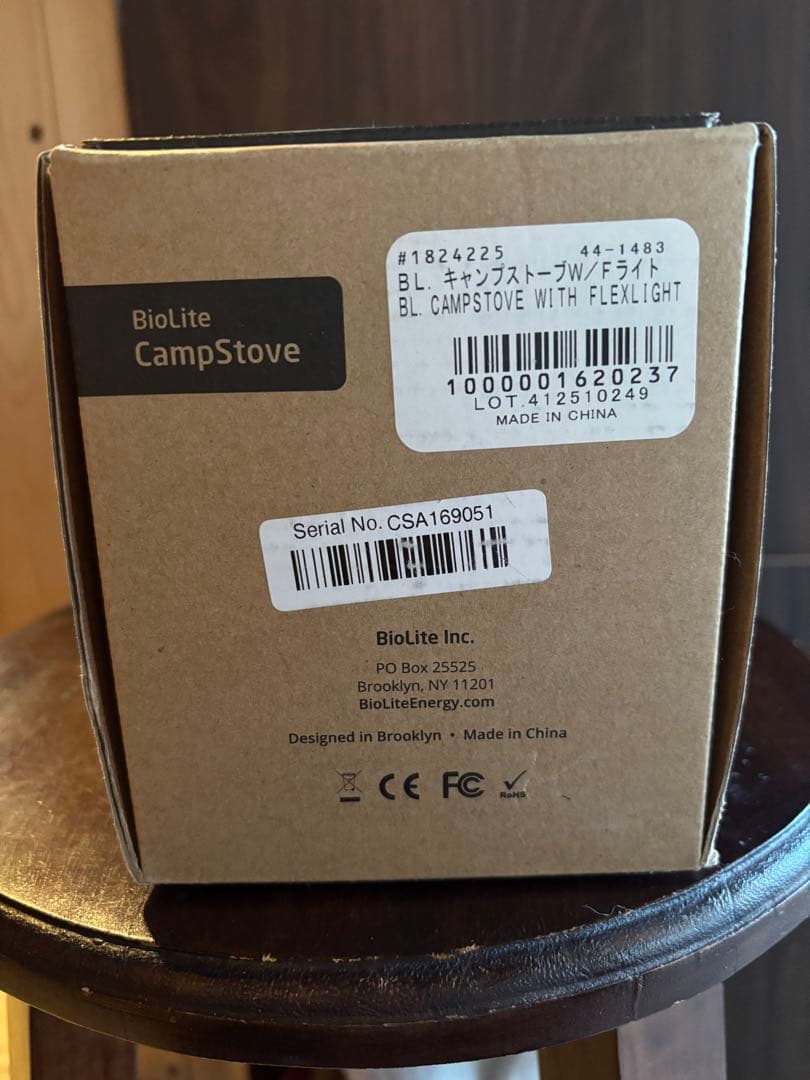 BioLite
CampStove
#1824225 44-1483
BL. キャンプストーブW/Fライト
BL. CAMPSTOVE WITH FLEXLIGHT
1000001620237
LOT.412510249
MADE IN CHINA
Serial No. CSA169051
BioLite Inc.
PO Box 25525
Brooklyn, NY 11201
BioLiteEnergy.com
Designed in Brooklyn • Made in China
CE FC RoHS